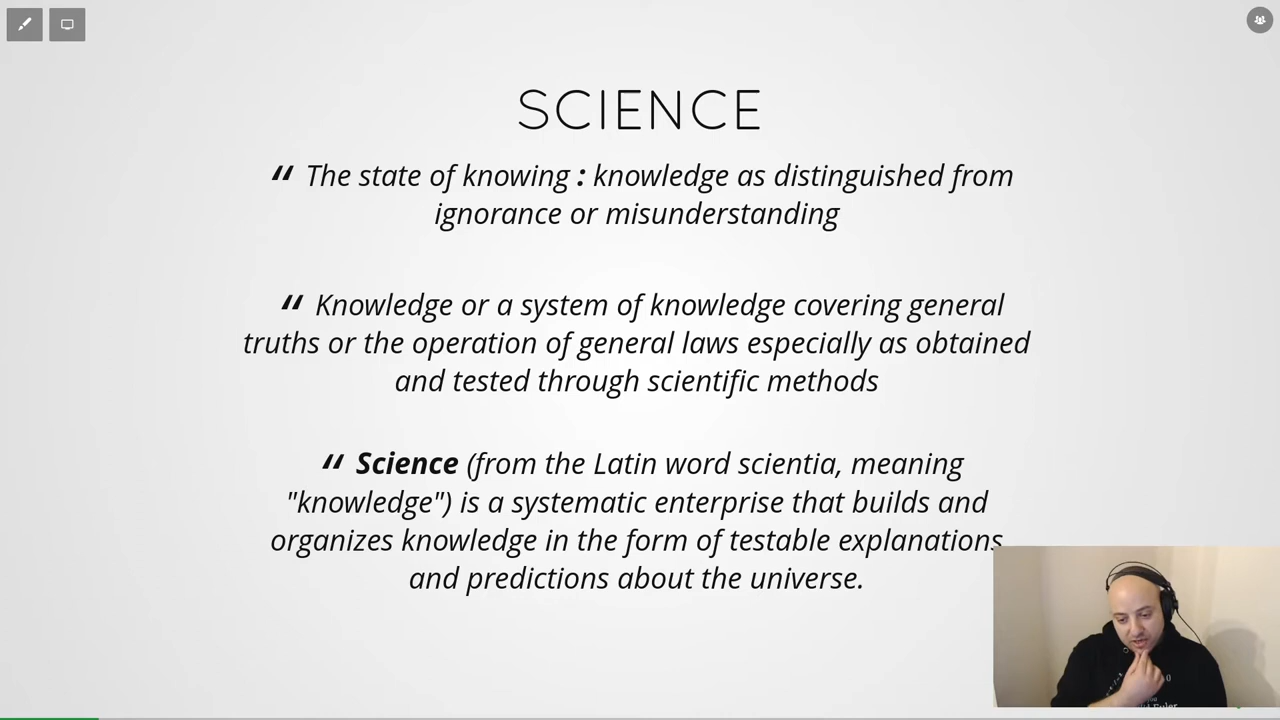 SCIENCE
“ The state of knowing : knowledge as distinguished from
ignorance or misunderstanding
“ Knowledge or a system of knowledge covering general
truths or the operation of general laws especially as obtained
and tested through scientific methods
“ Science (from the Latin word scientia, meaning
"knowledge") is a systematic enterprise that builds and
organizes knowledge in the form of testable explanations
and predictions about the universe.
Euler